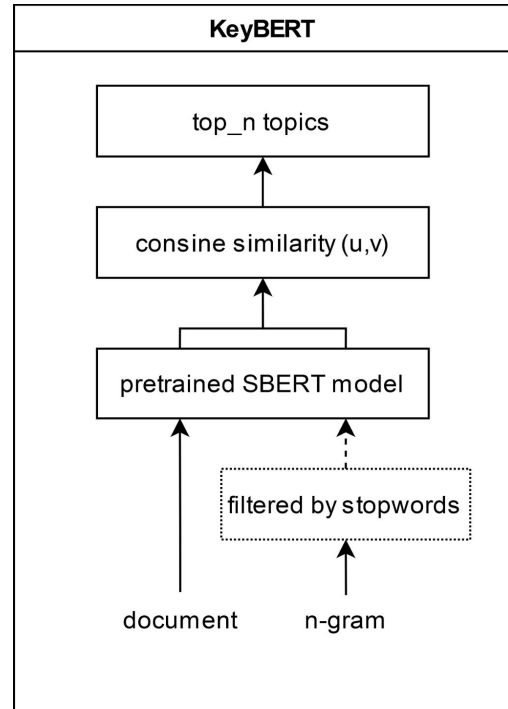 KeyBERT
top_n topics
consine similarity (u,v)
pretrained SBERT model
filtered by stopwords
document n-gram